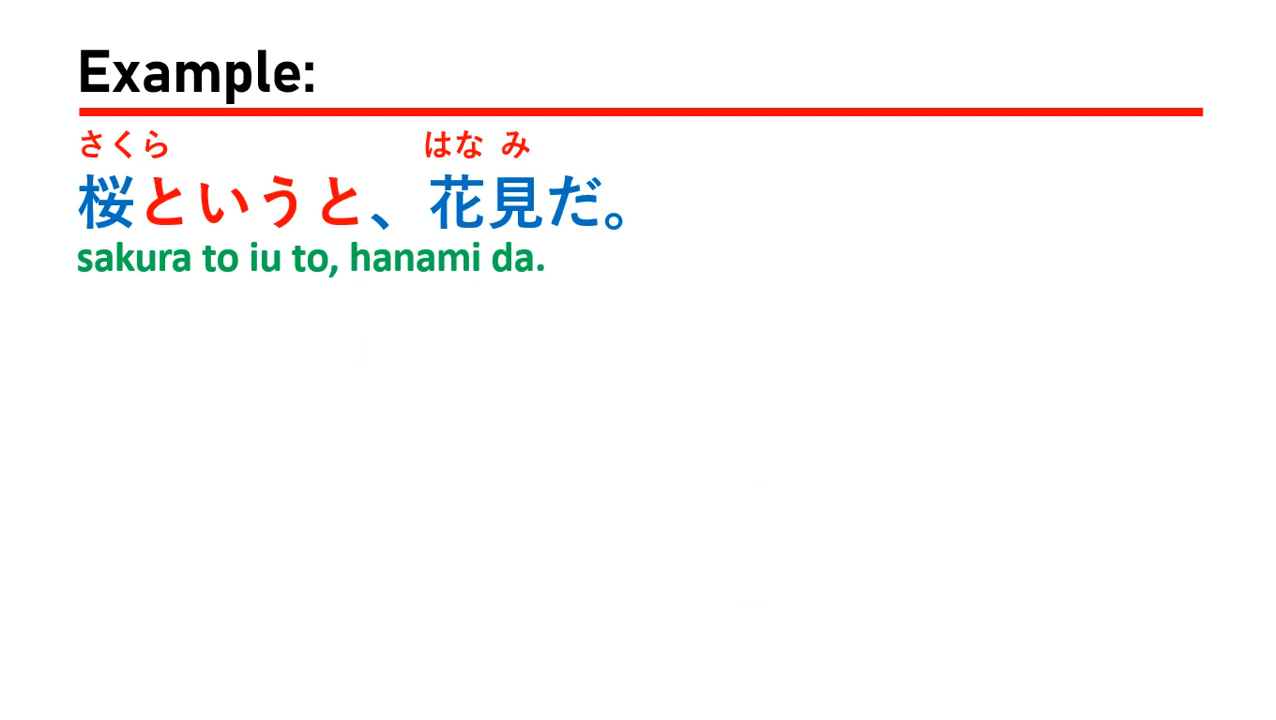 Example:
さくら はな み
桜というと、花見だ。
sakura to iu to, hanami da.